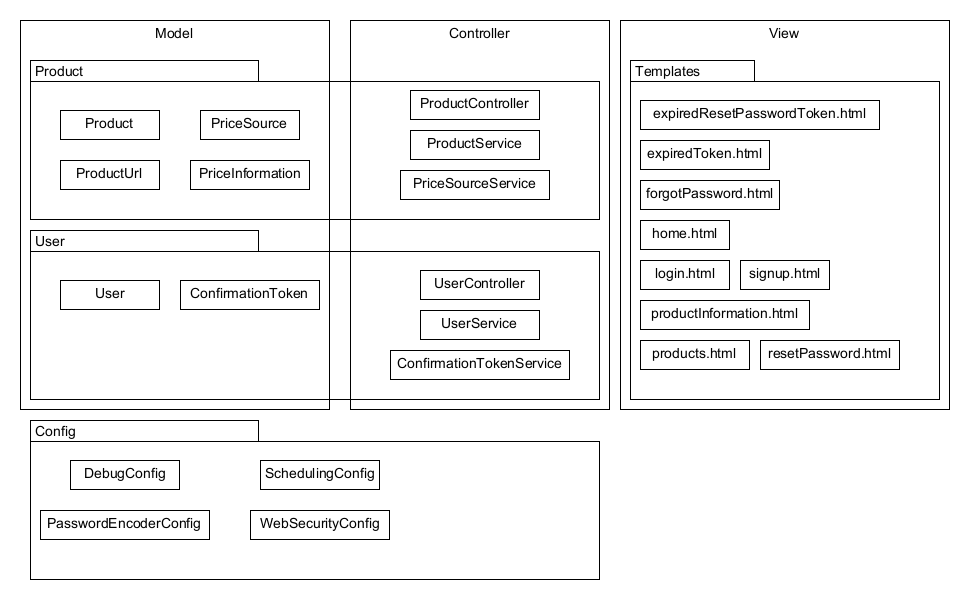 Model
Product
Product
PriceSource
ProductUrl
PriceInformation
User
User
ConfirmationToken
Controller
ProductController
ProductService
PriceSourceService
UserController
UserService
ConfirmationTokenService
View
Templates
expiredResetPasswordToken.html
expiredToken.html
forgotPassword.html
home.html
login.html
signup.html
productInformation.html
products.html
resetPassword.html
Config
DebugConfig
SchedulingConfig
PasswordEncoderConfig
WebSecurityConfig